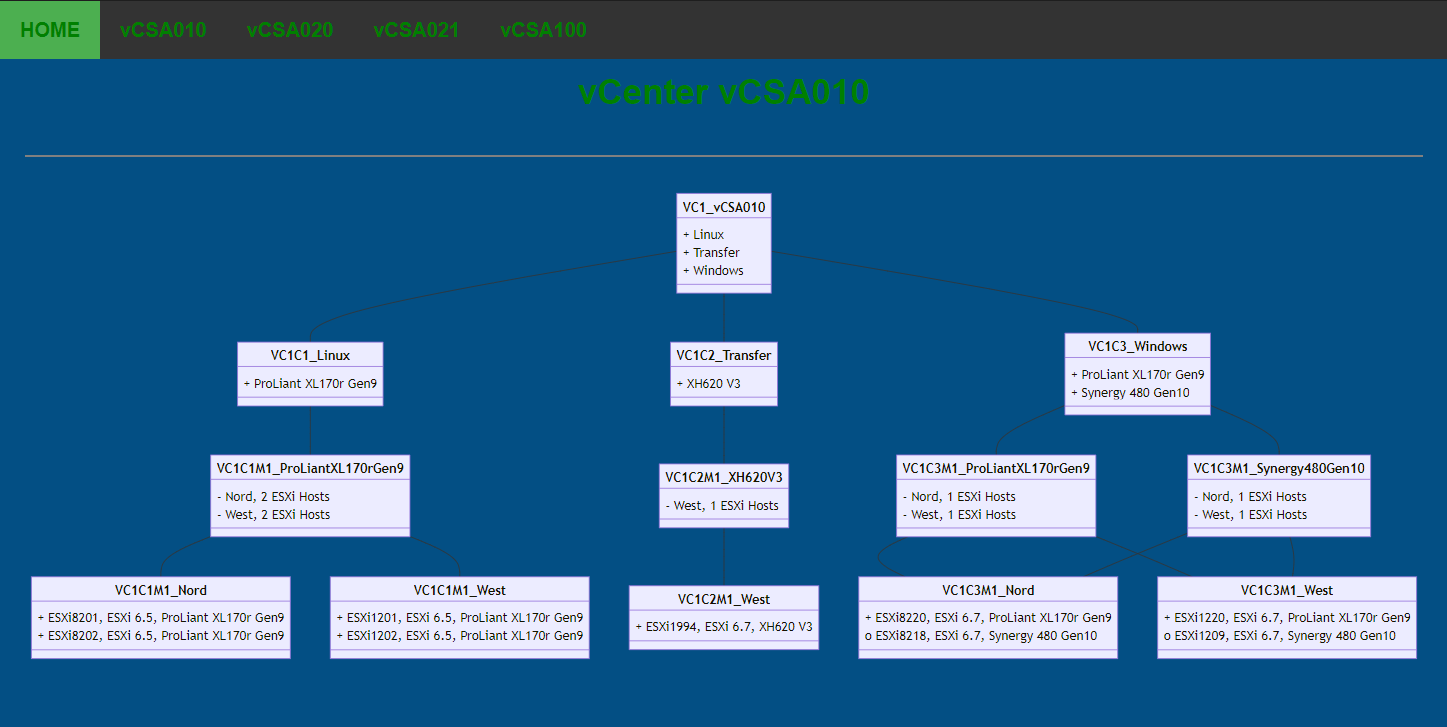 HOME vCSA010 vCSA020 vCSA021 vCSA100
vCenter vCSA010
VC1_vCSA010
+ Linux
+ Transfer
+ Windows
VC1C1_Linux
+ ProLiant XL170r Gen9
VC1C2_Transfer
+ XH620 V3
VC1C3_Windows
+ ProLiant XL170r Gen9
+ Synergy 480 Gen10
VC1C1M1_ProLiantXL170rGen9
- Nord, 2 ESXi Hosts
- West, 2 ESXi Hosts
VC1C2M1_XH620V3
- West, 1 ESXi Hosts
VC1C3M1_ProLiantXL170rGen9
- Nord, 1 ESXi Hosts
- West, 1 ESXi Hosts
VC1C3M1_Synergy480Gen10
- Nord, 1 ESXi Hosts
- West, 1 ESXi Hosts
VC1C1M1_Nord
+ ESXi8201, ESXi 6.5, ProLiant XL170r Gen9
+ ESXi8202, ESXi 6.5, ProLiant XL170r Gen9
VC1C1M1_West
+ ESXi1201, ESXi 6.5, ProLiant XL170r Gen9
+ ESXi1202, ESXi 6.5, ProLiant XL170r Gen9
VC1C2M1_West
+ ESXi1994, ESXi 6.7, XH620 V3
VC1C3M1_Nord
+ ESXi8220, ESXi 6.7, ProLiant XL170r Gen9
o ESXi8218, ESXi 6.7, Synergy 480 Gen10
VC1C3M1_West
+ ESXi1220, ESXi 6.7, ProLiant XL170r Gen9
o ESXi1209, ESXi 6.7, Synergy 480 Gen10